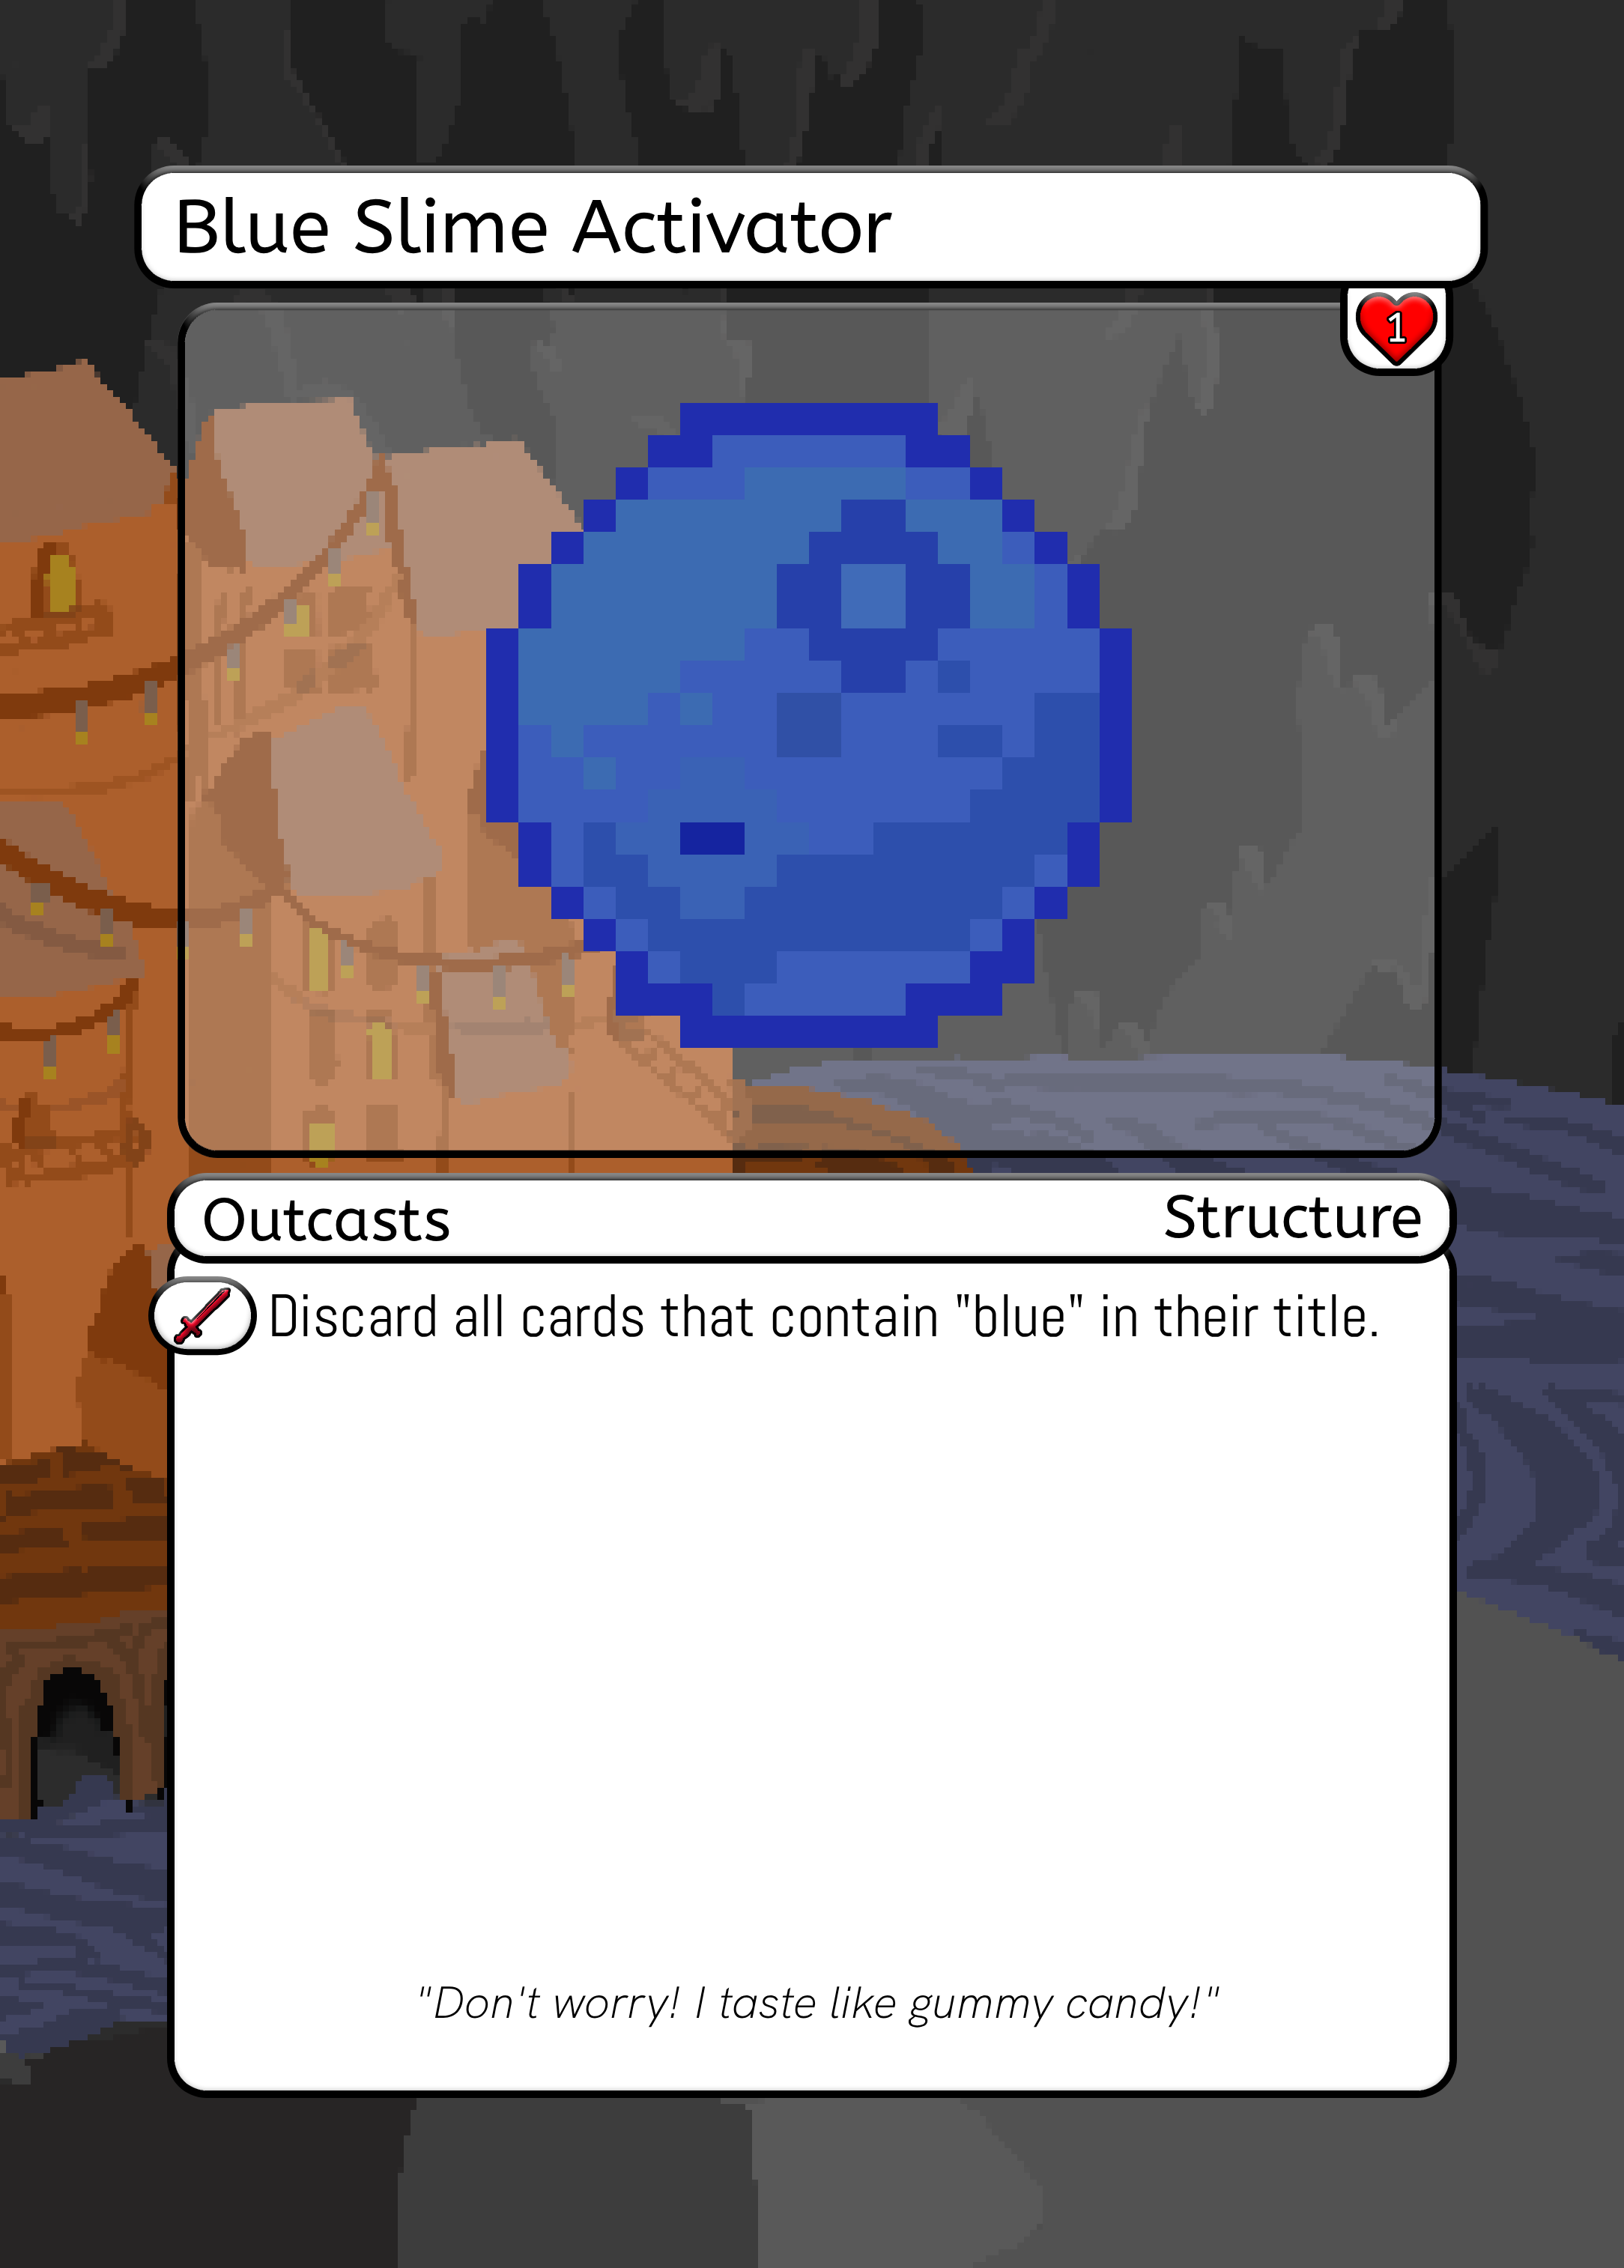 Blue Slime Activator
1
Outcasts Structure
Discard all cards that contain "blue" in their title.
"Don't worry! I taste like gummy candy!"